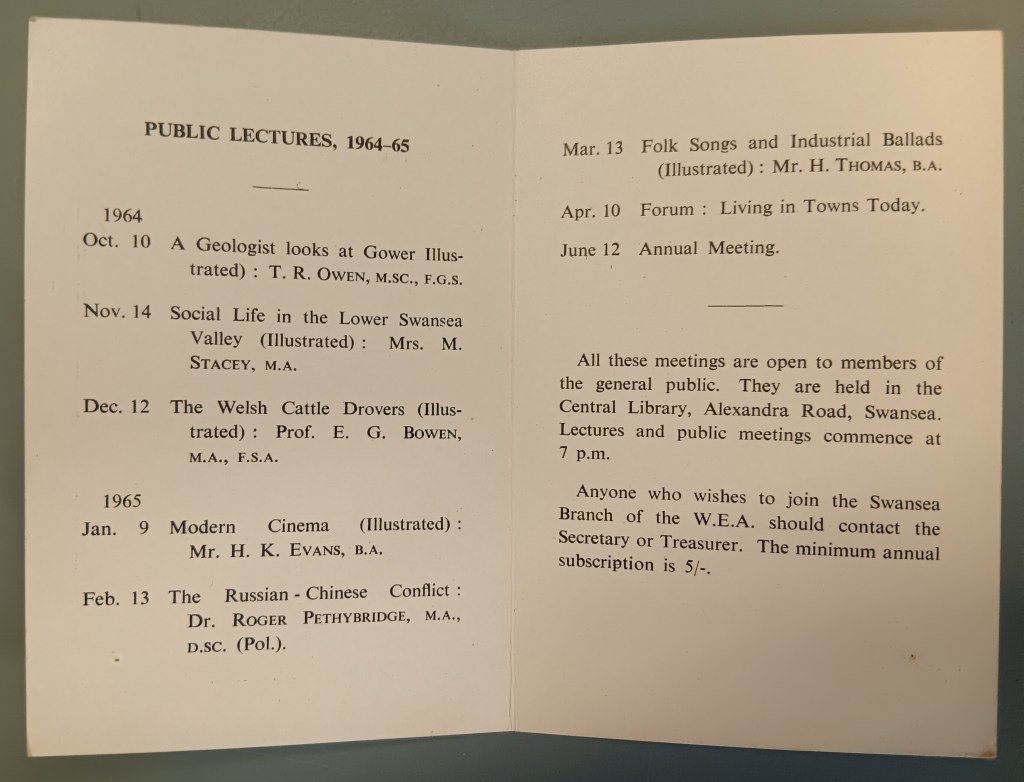 PUBLIC LECTURES, 1964–65
1964
Oct. 10 A Geologist looks at Gower Illus-
trated) : T. R. OWEN, M.SC., F.G.S.
Nov. 14 Social Life in the Lower Swansea
Valley (Illustrated) : Mrs. M.
STACEY, M.A.
Dec. 12 The Welsh Cattle Drovers (Illus-
trated) : Prof. E. G. BOWEN,
M.A., F.S.A.
1965
Jan. 9 Modern Cinema (Illustrated) :
Mr. H. K. EVANS, B.A.
Feb. 13 The Russian - Chinese Conflict :
Dr. ROGER PETHYBRIDGE, M.A.,
D.SC. (Pol.).
Mar. 13 Folk Songs and Industrial Ballads
(Illustrated) : Mr. H. THOMAS, B.A.
Apr. 10 Forum : Living in Towns Today.
June 12 Annual Meeting.
All these meetings are open to members of
the general public. They are held in the
Central Library, Alexandra Road, Swansea.
Lectures and public meetings commence at
7 p.m.
Anyone who wishes to join the Swansea
Branch of the W.E.A. should contact the
Secretary or Treasurer. The minimum annual
subscription is 5/-.